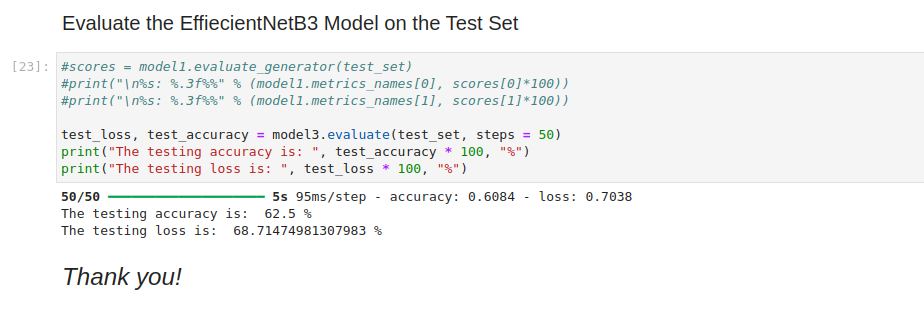 Evaluate the EffiecientNetB3 Model on the Test Set
[23]: #scores = model1.evaluate_generator(test_set)
#print("\n%s: %.3f%%" % (model1.metrics_names[0], scores[0]*100))
#print("\n%s: %.3f%%" % (model1.metrics_names[1], scores[1]*100))
test_loss, test_accuracy = model3.evaluate(test_set, steps = 50)
print("The testing accuracy is: ", test_accuracy * 100, "%")
print("The testing loss is: ", test_loss * 100, "%")
50/50 ━━━━━━━━━━━━━━━━━━━━ 5s 95ms/step - accuracy: 0.6084 - loss: 0.7038
The testing accuracy is:  62.5 %
The testing loss is:  68.71474981307983 %
Thank you!